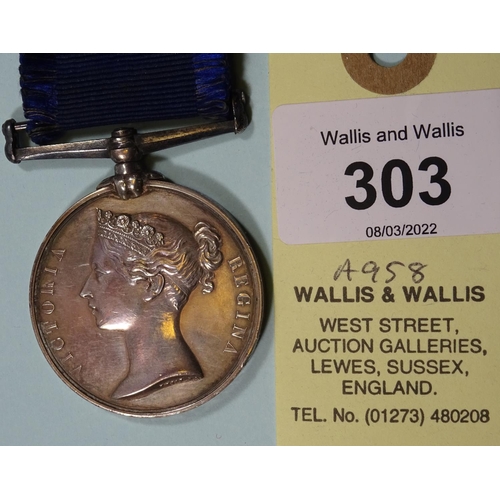 VICTORIA REGINA
Wallis and Wallis
303
08/03/2022
A958
WALLIS & WALLIS
WEST STREET,
AUCTION GALLERIES,
LEWES, SUSSEX,
ENGLAND.
TEL. No. (01273) 480208